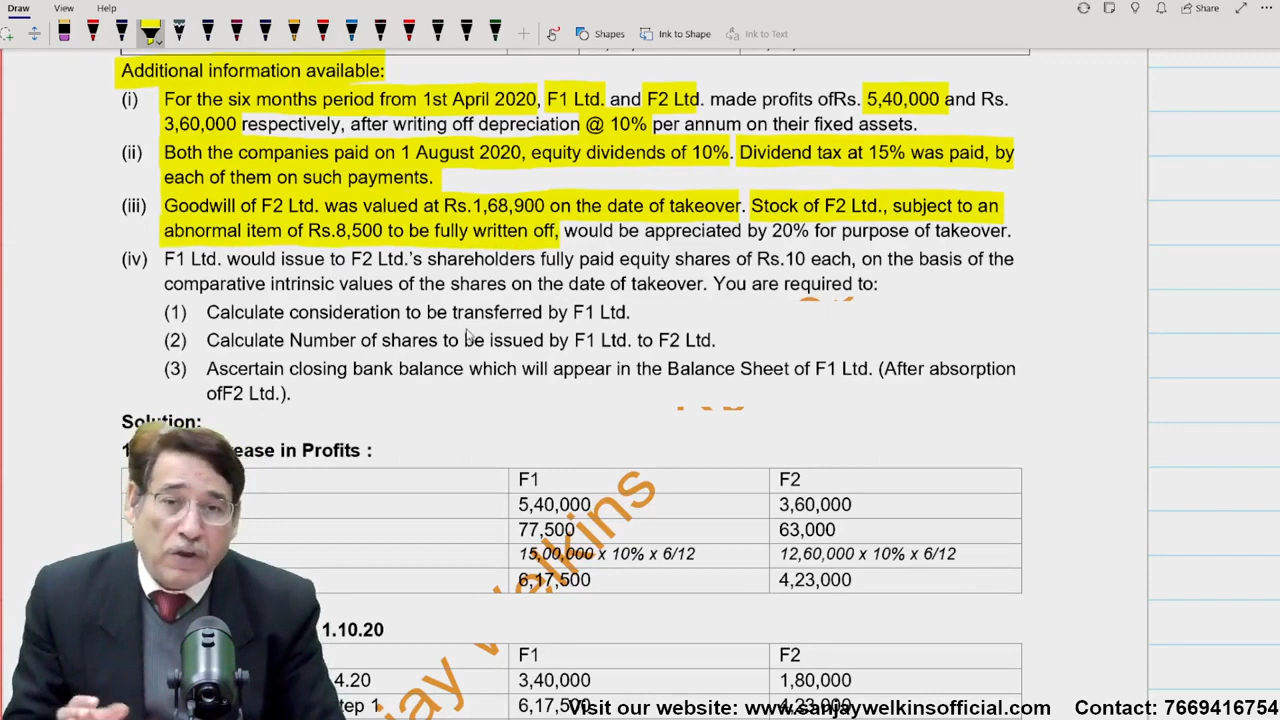 Draw View Help Share
Shapes Ink to Shape Ink to Text
Additional information available:
(i) For the six months period from 1st April 2020, F1 Ltd. and F2 Ltd. made profits ofRs. 5,40,000 and Rs.
3,60,000 respectively, after writing off depreciation @ 10% per annum on their fixed assets.
(ii) Both the companies paid on 1 August 2020, equity dividends of 10%. Dividend tax at 15% was paid, by
each of them on such payments.
(iii) Goodwill of F2 Ltd. was valued at Rs.1,68,900 on the date of takeover. Stock of F2 Ltd., subject to an
abnormal item of Rs.8,500 to be fully written off, would be appreciated by 20% for purpose of takeover.
(iv) F1 Ltd. would issue to F2 Ltd.'s shareholders fully paid equity shares of Rs.10 each, on the basis of the
comparative intrinsic values of the shares on the date of takeover. You are required to:
(1) Calculate consideration to be transferred by F1 Ltd.
(2) Calculate Number of shares to be issued by F1 Ltd. to F2 Ltd.
(3) Ascertain closing bank balance which will appear in the Balance Sheet of F1 Ltd. (After absorption
ofF2 Ltd.).
Solution:
in Profits :
F1 F2
5,40,000 3,60,000
77,500 63,000
15,00,000 x 10% x 6/12 12,60,000 x 10% x 6/12
6,17,500 4,23,000
1.10.20
F1 F2
4.20 3,40,000 1,80,000
tep 1 6,17,500 4,23,000
welkins
Visit our website: www.sanjaywelkinsofficial.com Contact: 7669416754